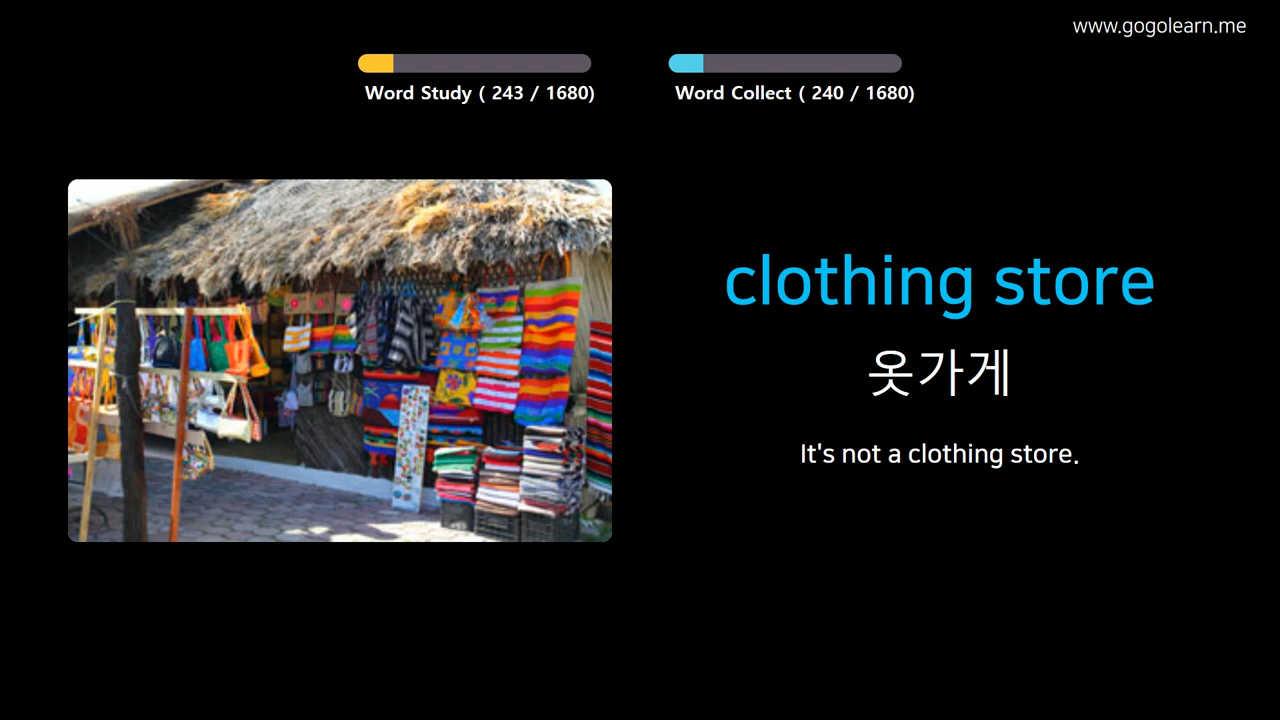 www.gogolearn.me
Word Study ( 243 / 1680)
Word Collect ( 240 / 1680)
clothing store
옷가게
It's not a clothing store.